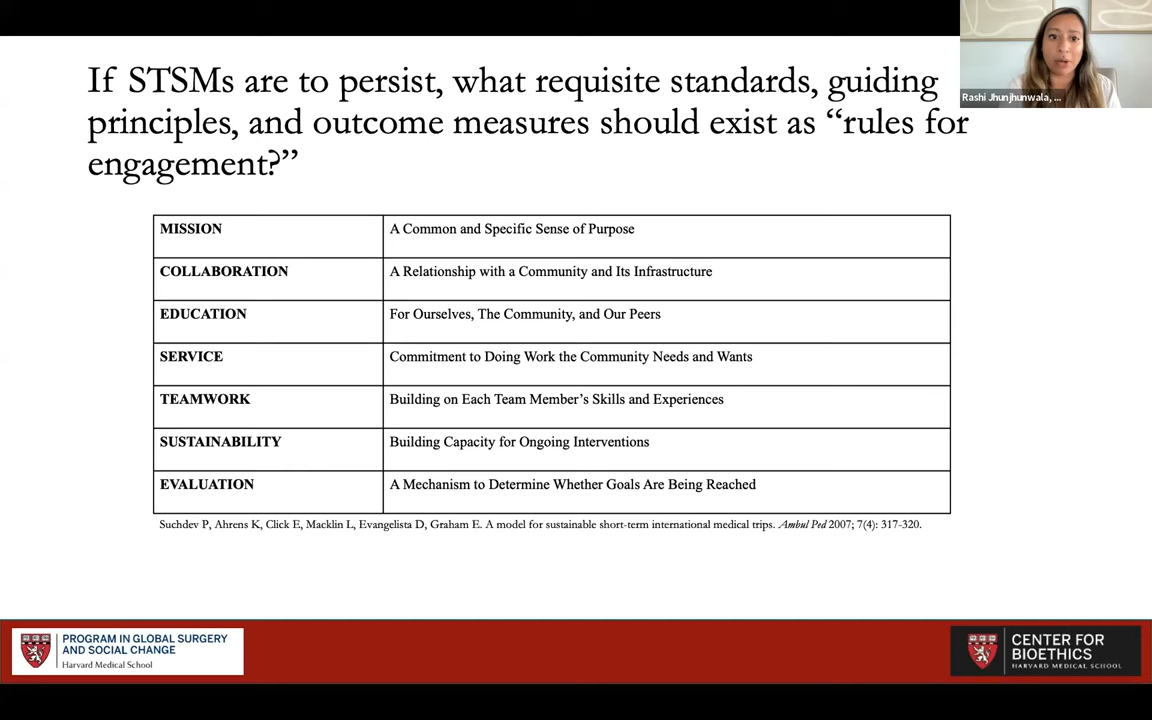 If STSMs are to persist, what requisite standards, guiding
principles, and outcome measures should exist as “rules for
engagement?”
Rashi Jhunjhunwala, ...
MISSION A Common and Specific Sense of Purpose
COLLABORATION A Relationship with a Community and Its Infrastructure
EDUCATION For Ourselves, The Community, and Our Peers
SERVICE Commitment to Doing Work the Community Needs and Wants
TEAMWORK Building on Each Team Member’s Skills and Experiences
SUSTAINABILITY Building Capacity for Ongoing Interventions
EVALUATION A Mechanism to Determine Whether Goals Are Being Reached
Suchdev P, Ahrens K, Click E, Macklin L, Evangelista D, Graham E. A model for sustainable short-term international medical trips. Ambul Ped 2007; 7(4): 317-320.
PROGRAM IN GLOBAL SURGERY
AND SOCIAL CHANGE
Harvard Medical School
CENTER FOR
BIOETHICS
HARVARD MEDICAL SCHOOL